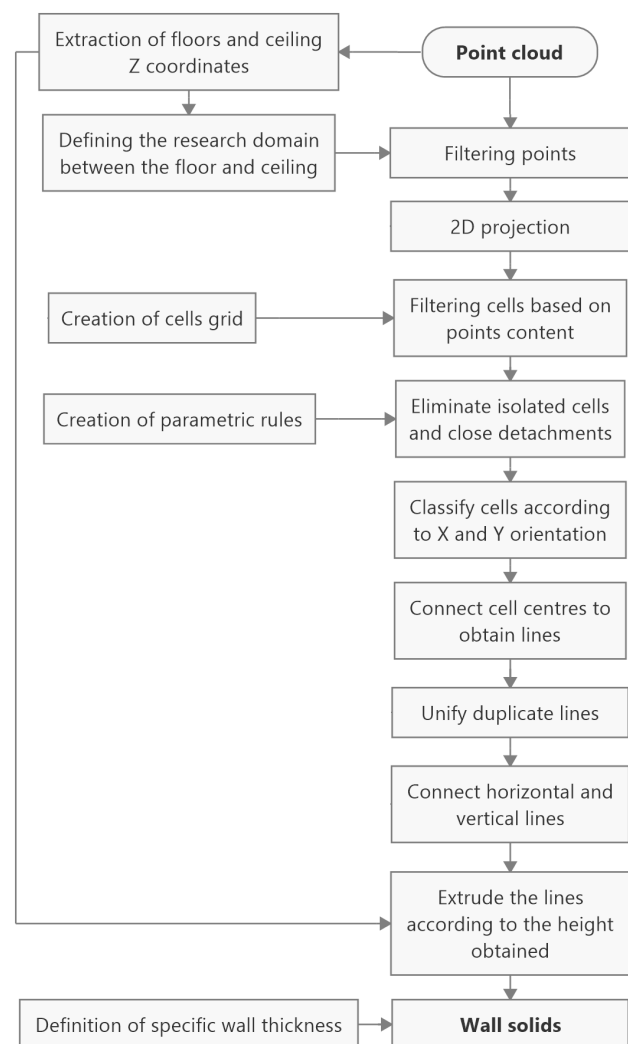 Extraction of floors and ceiling
Z coordinates
Point cloud
Defining the research domain
between the floor and ceiling
Filtering points
2D projection
Creation of cells grid
Filtering cells based on
points content
Creation of parametric rules
Eliminate isolated cells
and close detachments
Classify cells according
to X and Y orientation
Connect cell centres to
obtain lines
Unify duplicate lines
Connect horizontal and
vertical lines
Extrude the lines
according to the height
obtained
Definition of specific wall thickness
Wall solids